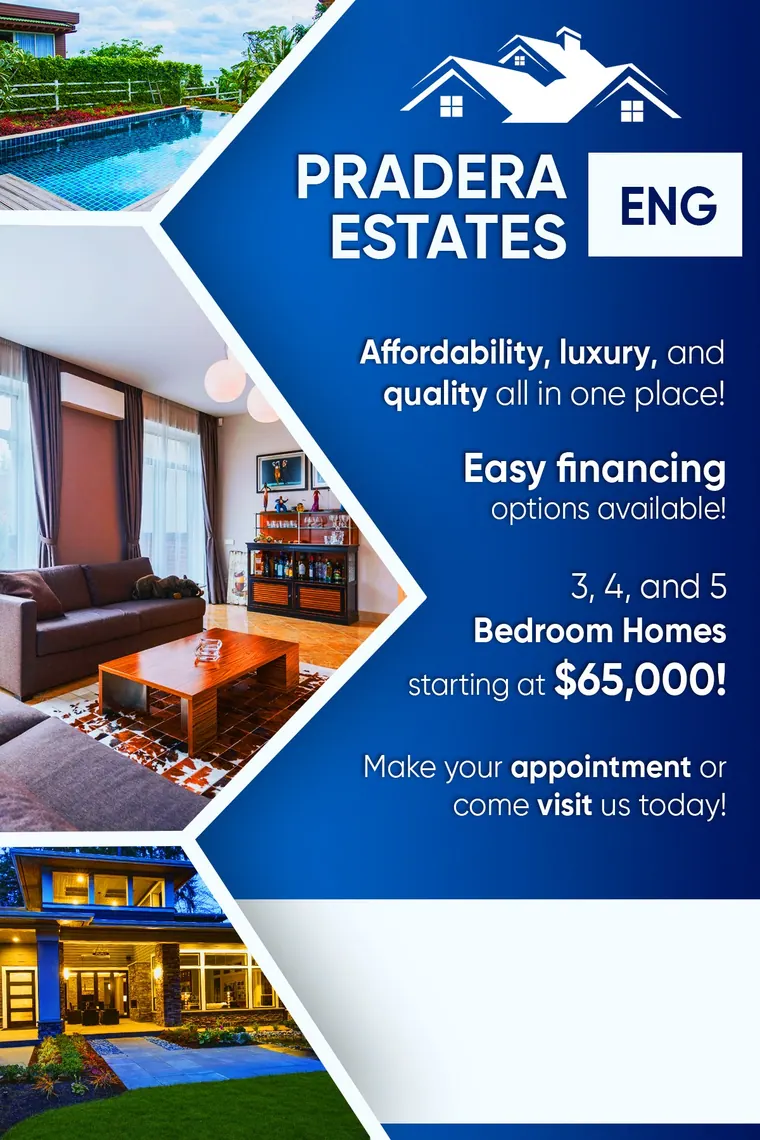 PRADERA
ESTATES
ENG
Affordability, luxury, and
quality all in one place!
Easy financing
options available!
3, 4, and 5
Bedroom Homes
starting at $65,000!
Make your appointment or
come visit us today!